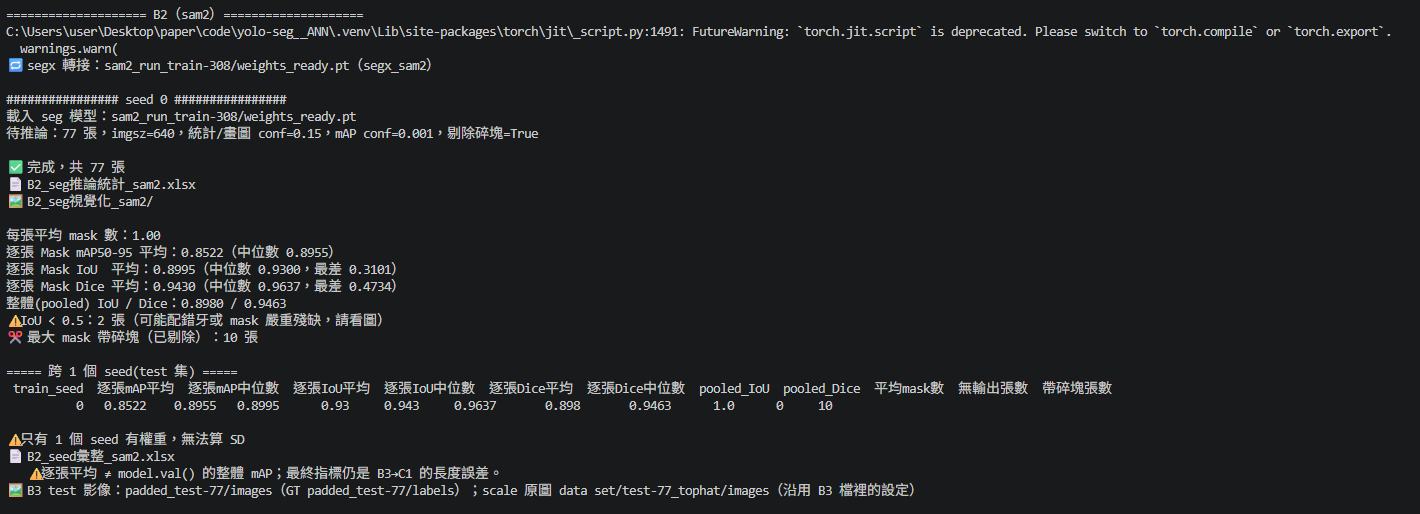 ==================== B2（sam2）====================
C:\Users\user\Desktop\paper\code\yolo-seg__ANN\.venv\Lib\site-packages\torch\jit\_script.py:1491: FutureWarning: `torch.jit.script` is deprecated. Please switch to `torch.compile` or `torch.export`.
  warnings.warn(
🔁 segx 轉接：sam2_run_train-308/weights_ready.pt（segx_sam2）

################ seed 0 ################
載入 seg 模型：sam2_run_train-308/weights_ready.pt
待推論：77 張，imgsz=640，統計/畫圖 conf=0.15，mAP conf=0.001，剔除碎塊=True

✅ 完成，共 77 張
📄 B2_seg推論統計_sam2.xlsx
🖼️ B2_seg視覺化_sam2/

每張平均 mask 數：1.00
逐張 Mask mAP50-95 平均：0.8522（中位數 0.8955）
逐張 Mask IoU  平均：0.8995（中位數 0.9300，最差 0.3101）
逐張 Mask Dice 平均：0.9430（中位數 0.9637，最差 0.4734）
整體(pooled) IoU / Dice：0.8980 / 0.9463
⚠️IoU < 0.5：2 張（可能配錯牙或 mask 嚴重殘缺，請看圖）
✂️ 最大 mask 帶碎塊（已剔除）：10 張

===== 跨 1 個 seed(test 集) =====
train_seed  逐張mAP平均  逐張mAP中位數  逐張IoU平均  逐張IoU中位數  逐張Dice平均  逐張Dice中位數  pooled_IoU  pooled_Dice  平均mask數  無輸出張數  帶碎塊張數
0  0.8522  0.8955  0.8995  0.93  0.943  0.9637  0.898  0.9463  1.0  0  10

⚠️只有 1 個 seed 有權重，無法算 SD
📄 B2_seed彙整_sam2.xlsx
⚠️逐張平均 ≠ model.val() 的整體 mAP；最終指標仍是 B3→C1 的長度誤差。
🖼️ B3 test 影像：padded_test-77/images（GT padded_test-77/labels）；scale 原圖 data set/test-77_tophat/images（沿用 B3 檔裡的設定）